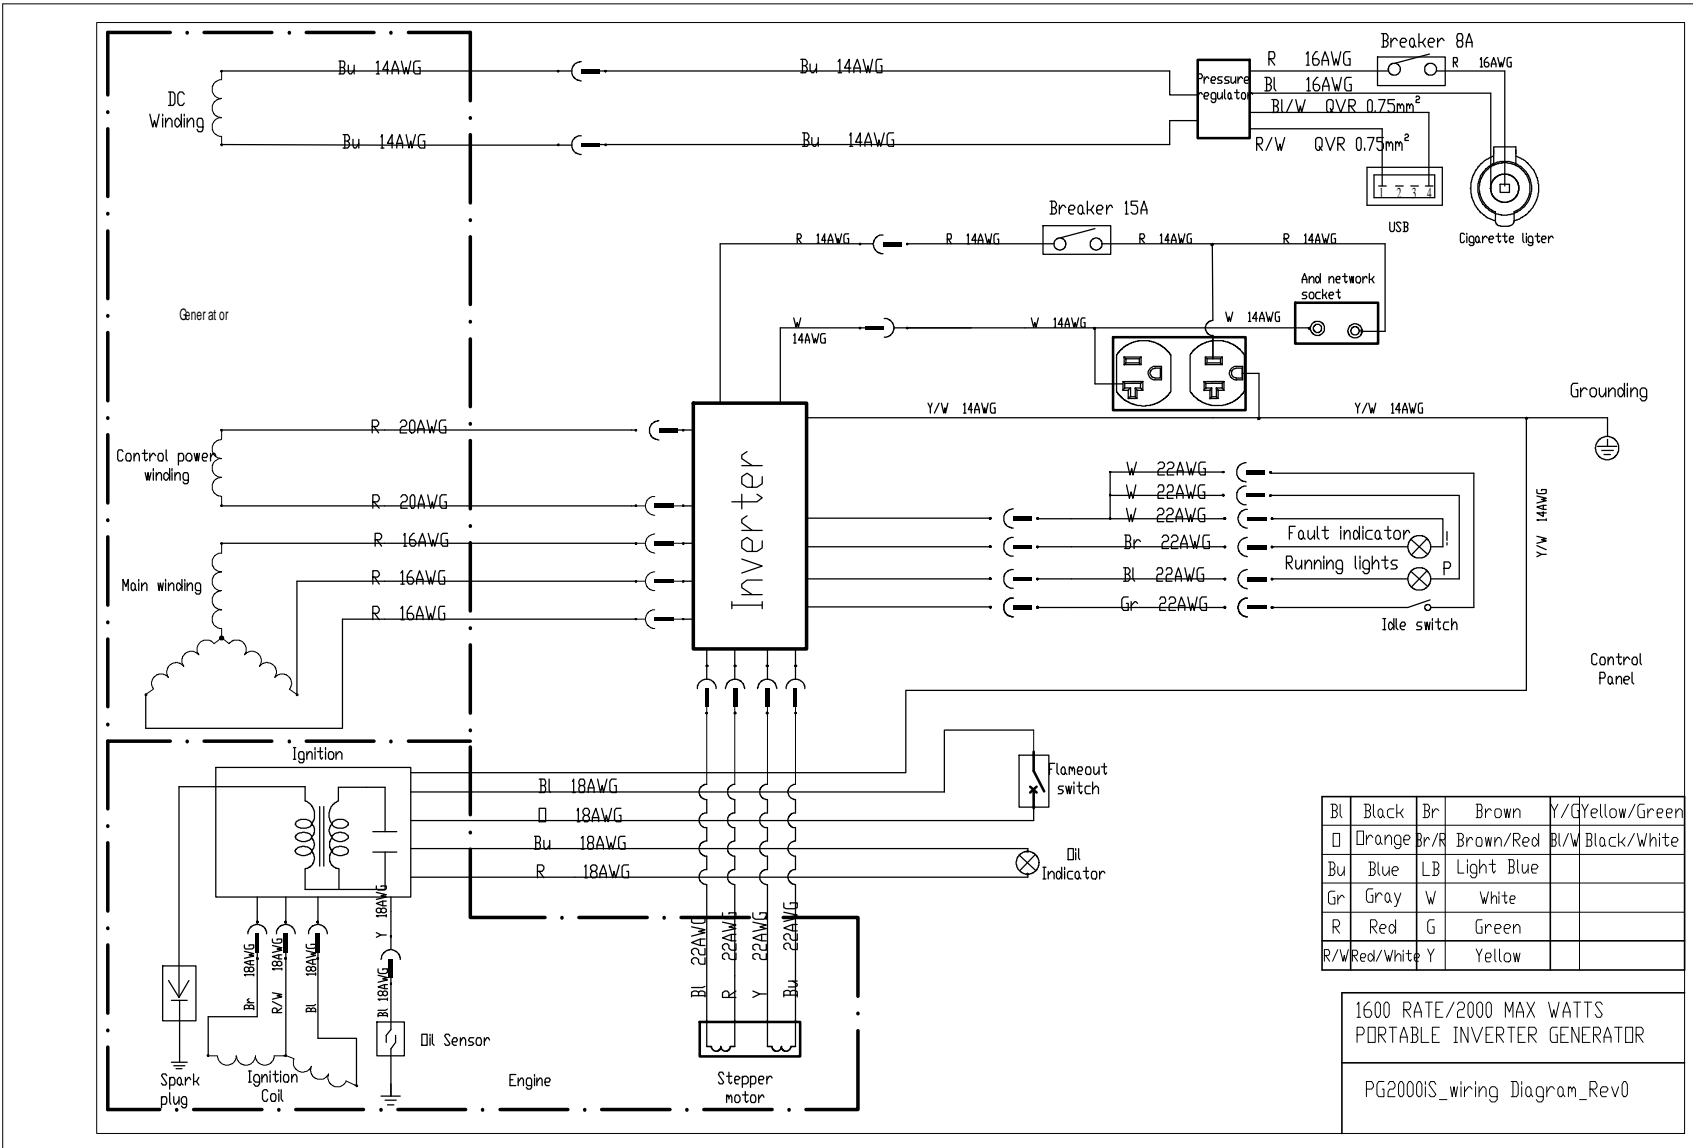 Breaker 8A
Bu 14AWG
Bu 14AWG
R 16AWG
R 16AWG
DC
Winding
Pressure
regulator
Bl 16AWG
Bl/W QVR 0.75mm²
Bu 14AWG
Bu 14AWG
R/W QVR 0.75mm²
1 2 3 4
USB
Cigarette ligter
Breaker 15A
R 14AWG
R 14AWG
R 14AWG
R 14AWG
And network
socket
Generator
W
14AWG
W 14AWG
W 14AWG
Grounding
Y/W 14AWG
Y/W 14AWG
R 20AWG
Control power
winding
R 20AWG
Inverter
W 22AWG
W 22AWG
W 22AWG
Y/W 14AWG
Fault indicator
!
R 16AWG
Br 22AWG
Running lights
P
Main winding
R 16AWG
Bl 22AWG
R 16AWG
Gr 22AWG
Idle switch
Control
Panel
Ignition
Flameout
switch
Bl 18AWG
O 18AWG
Bu 18AWG
R 18AWG
Oil
Indicator
Y 18AWG
Br 18AWG
R/W 18AWG
Bl 18AWG
Bl 18AWG
Bl 22AWG
R 22AWG
Y 22AWG
Bu 22AWG
Oil Sensor
Spark
plug
Ignition
Coil
Engine
Stepper
motor
Bl Black Br Brown Y/G Yellow/Green
O Orange Br/R Brown/Red Bl/W Black/White
Bu Blue LB Light Blue
Gr Gray W White
R Red G Green
R/W Red/White Y Yellow
1600 RATE/2000 MAX WATTS
PORTABLE INVERTER GENERATOR
PG2000iS_wiring Diagram_Rev0